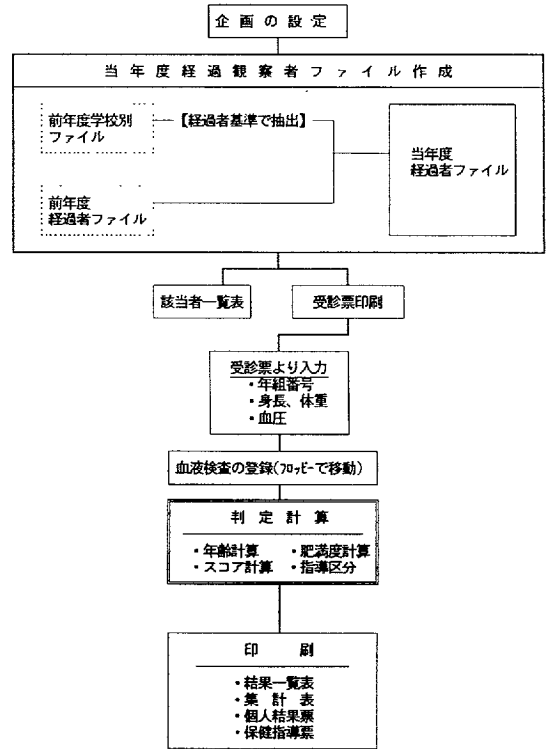 企画の設定
当年度経過観察者ファイル作成
前年度学校別
ファイル
【経過者基準で抽出】
当年度
経過者ファイル
前年度
経過者ファイル
該当者一覧表
受診票印刷
受診票より入力
・年組番号
・身長、体重
・血圧
血液検査の登録(フロッピーで移動)
判定計算
・年齢計算 ・肥満度計算
・スコア計算 ・指導区分
印刷
・結果一覧表
・集計表
・個人結果票
・保健指導票